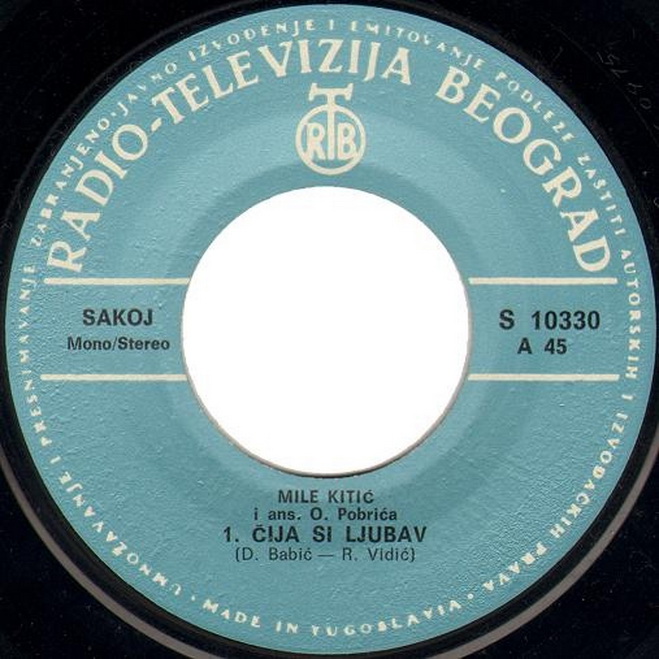 UMNOŽAVANJE I PRESNIMAVANJE ZABRANJENO·JAVNO IZVOĐENJE I EMITOVANJE PODLEŽE ZAŠTITI AUTORSKIH I IZVOĐAČKIH PRAVA·
RADIO-TELEVIZIJA BEOGRAD
RTB
SAKOJ
Mono/Stereo
S 10330
A 45
MILE KITIĆ
i ans. O. Pobrića
1. ČIJA SI LJUBAV
(D. Babić — R. Vidić)
·MADE IN YUGOSLAVIA·